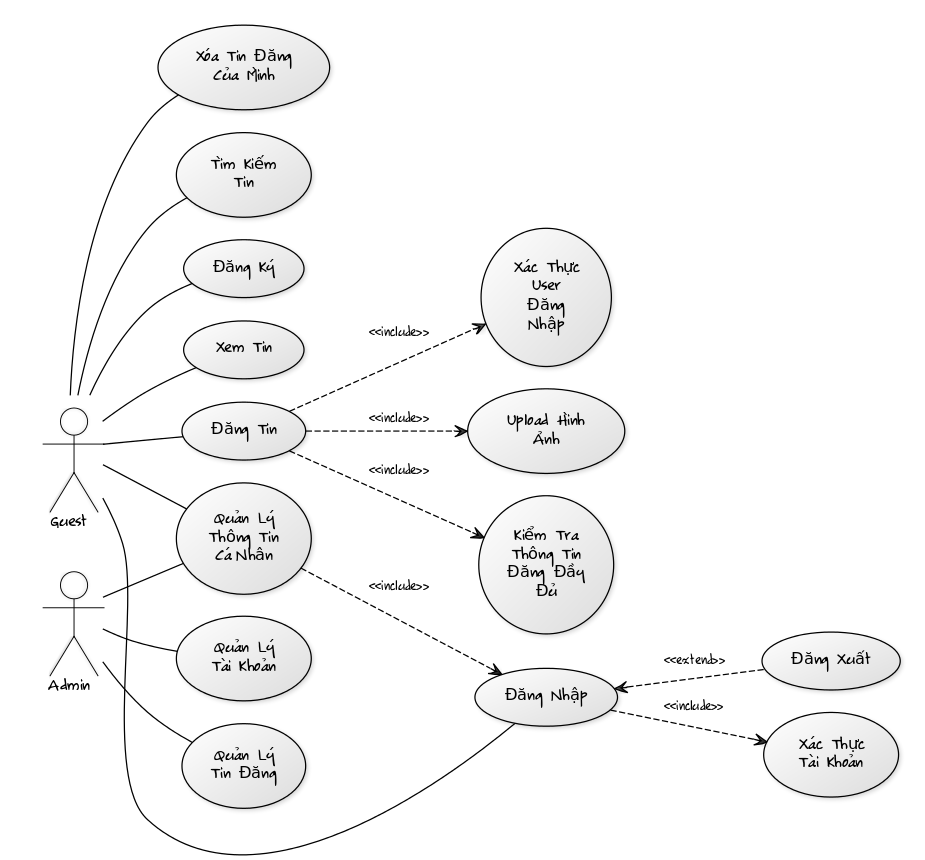 Xóa Tin Đăng
Của Mình
Tìm Kiếm
Tin
Đăng Ký
Xem Tin
Đăng Tin
Quản Lý
Thông Tin
Cá Nhân
Quản Lý
Tài Khoản
Quản Lý
Tin Đăng
Guest
Admin
<<include>>
<<include>>
<<include>>
<<include>>
Xác Thực
User
Đăng
Nhập
Upload Hình
Ảnh
Kiểm Tra
Thông Tin
Đăng Đầy
Đủ
Đăng Nhập
<<extend>>
<<include>>
Đăng Xuất
Xác Thực
Tài Khoản